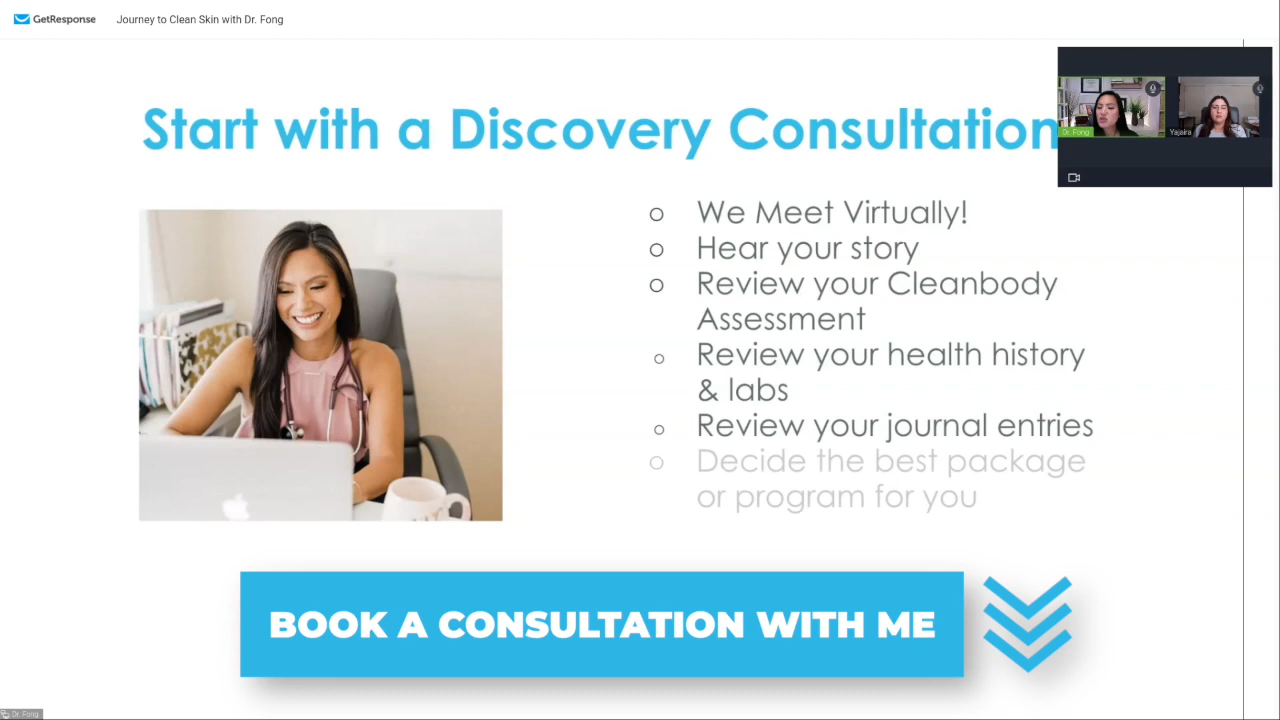 GetResponse Journey to Clean Skin with Dr. Fong
Start with a Discovery Consultation
Dr. Fong
Yajaira
○ We Meet Virtually!
○ Hear your story
○ Review your Cleanbody
Assessment
○ Review your health history
& labs
○ Review your journal entries
○ Decide the best package
or program for you
BOOK A CONSULTATION WITH ME
Dr. Fong